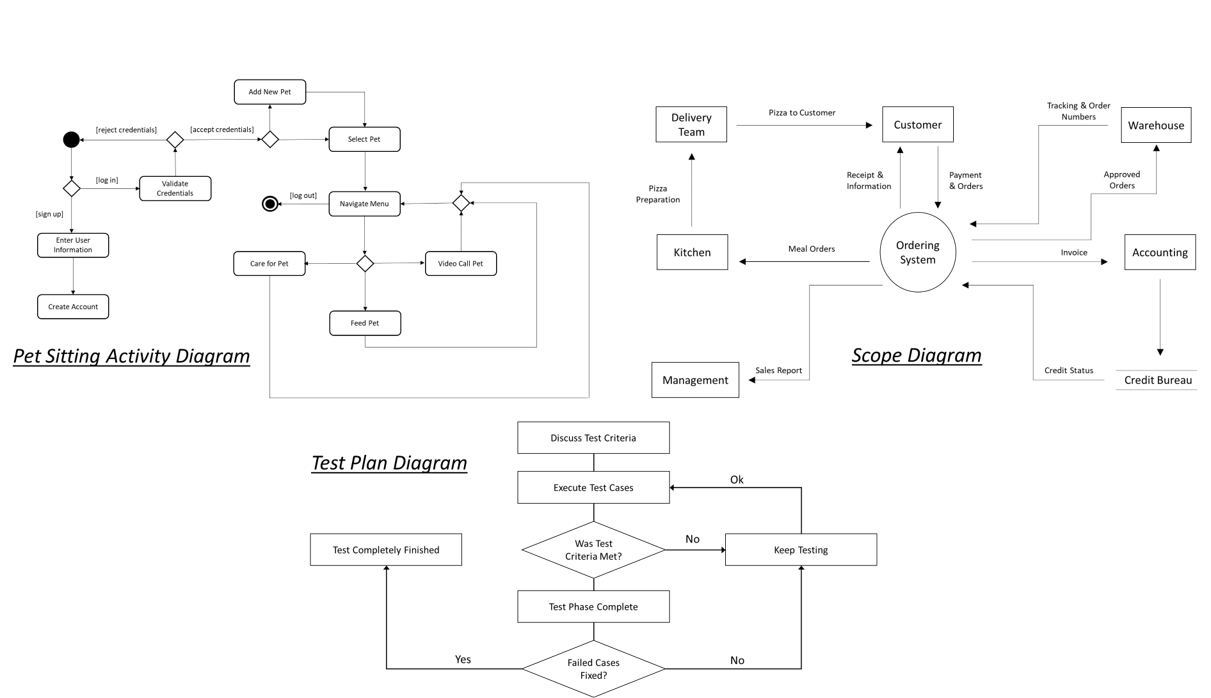 Add New Pet
[reject credentials]
[accept credentials]
Select Pet
[log in]
Validate
Credentials
[sign up]
[log out]
Navigate Menu
Enter User
Information
Care for Pet
Video Call Pet
Create Account
Feed Pet
Pet Sitting Activity Diagram
Delivery
Team
Pizza to Customer
Customer
Tracking & Order
Numbers
Warehouse
Pizza
Preparation
Receipt &
Information
Payment
& Orders
Approved
Orders
Kitchen
Meal Orders
Ordering
System
Invoice
Accounting
Scope Diagram
Management
Sales Report
Credit Status
Credit Bureau
Test Plan Diagram
Discuss Test Criteria
Execute Test Cases
Ok
Test Completely Finished
Was Test
Criteria Met?
No
Keep Testing
Test Phase Complete
Yes
Failed Cases
Fixed?
No